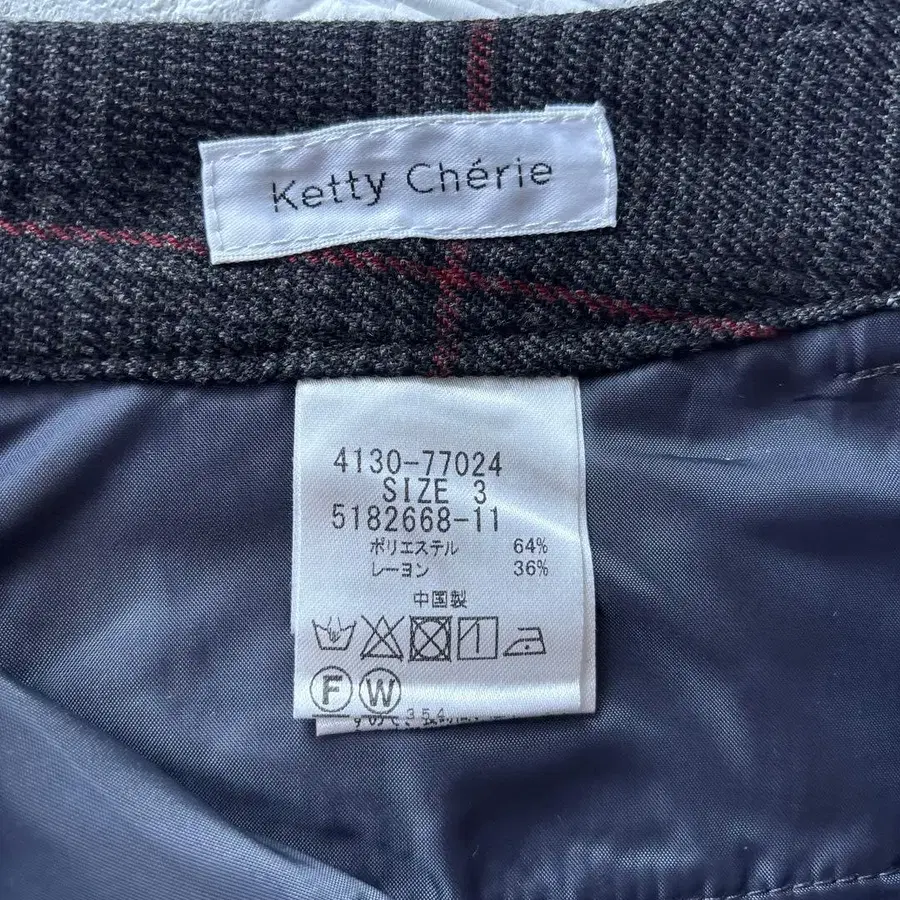 Ketty Chérie
4130-77024
SIZE 3
5182668-11
ポリエステル 64%
レーヨン 36%
中国製
F W
354